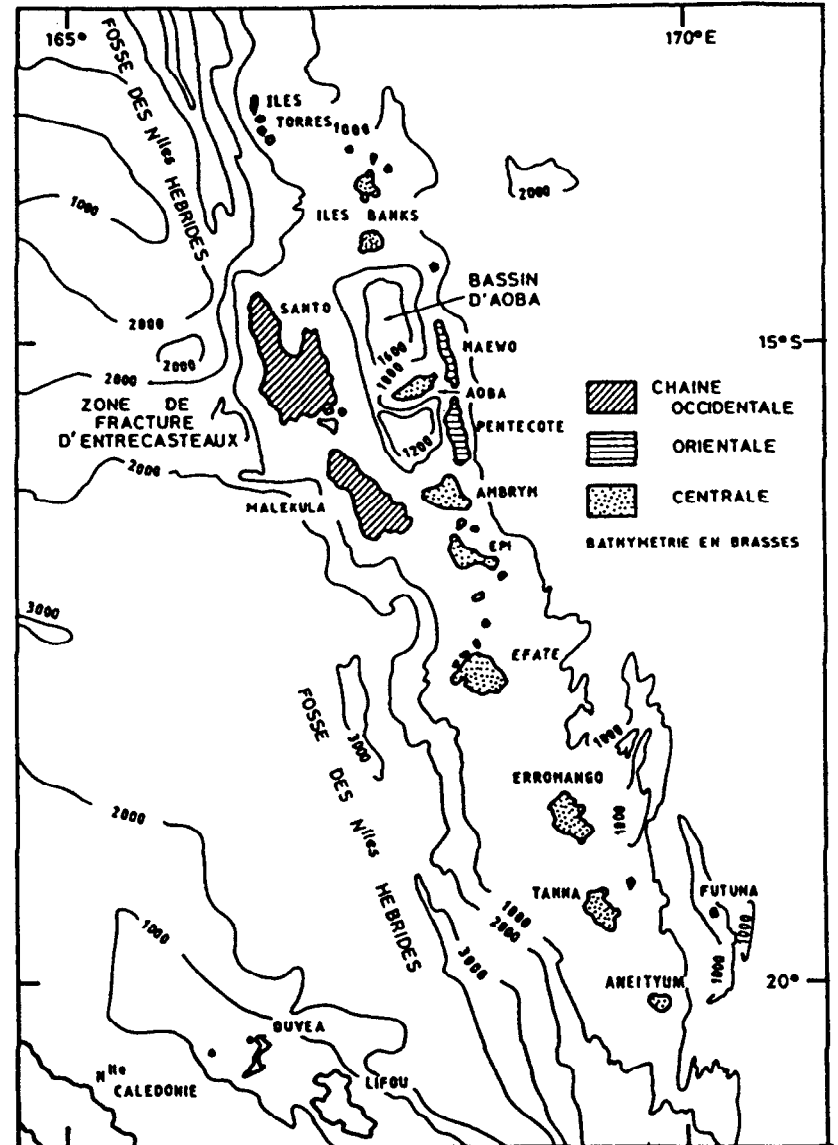 165°
170°E
FOSSE DES Nlles HEBRIDES
ILES
TORRES
1000
2000
1000
ILES BANKS
BASSIN
D'AOBA
SANTO
2000
15°S
MAEWO
1600
2000
1000
2000
AOBA
ZONE DE
FRACTURE
D'ENTRECASTEAUX
PENTECOTE
1200
CHAINE
OCCIDENTALE
ORIENTALE
CENTRALE
2000
MALEKULA
AMBRYM
EPI
BATHYMETRIE EN BRASSES
3000
EFATE
FOSSE DES Nlles HEBRIDES
3000
1000
ERROMANGO
2000
1000
TANNA
FUTUNA
1000
2000
1000
3000
1000
1000
ANEITYUM
20°
OUVEA
Nlle
CALEDONIE
LIFOU